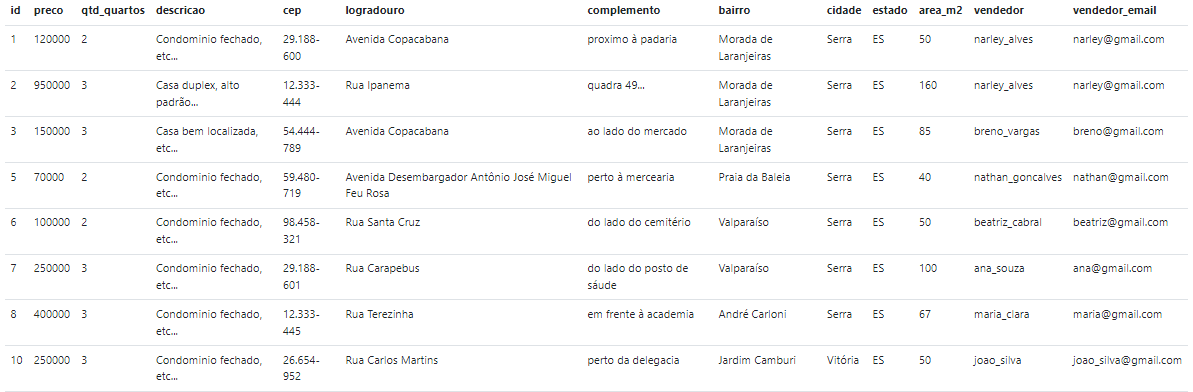 id preco qtd_quartos descricao cep logradouro complemento bairro cidade estado area_m2 vendedor vendedor_email
1 120000 2 Condominio fechado, 29.188- Avenida Copacabana proximo à padaria Morada de Serra ES 50 narley_alves narley@gmail.com
etc... 600 Laranjeiras
2 950000 3 Casa duplex, alto 12.333- Rua Ipanema quadra 49... Morada de Serra ES 160 narley_alves narley@gmail.com
padrão... 444 Laranjeiras
3 150000 3 Casa bem localizada, 54.444- Avenida Copacabana ao lado do mercado Morada de Serra ES 85 breno_vargas breno@gmail.com
etc... 789 Laranjeiras
5 70000 2 Condominio fechado, 59.480- Avenida Desembargador Antônio José Miguel perto à mercearia Praia da Baleia Serra ES 40 nathan_goncalves nathan@gmail.com
etc... 719 Feu Rosa
6 100000 2 Condominio fechado, 98.458- Rua Santa Cruz do lado do cemitério Valparaíso Serra ES 50 beatriz_cabral beatriz@gmail.com
etc... 321
7 250000 3 Condominio fechado, 29.188- Rua Carapebus do lado do posto de Valparaíso Serra ES 100 ana_souza ana@gmail.com
etc... 601 sáude
8 400000 3 Condominio fechado, 12.333- Rua Terezinha em frente à academia André Carloni Serra ES 67 maria_clara maria@gmail.com
etc... 445
10 250000 3 Condominio fechado, 26.654- Rua Carlos Martins perto da delegacia Jardim Camburi Vitória ES 50 joao_silva joao_silva@gmail.com
etc... 952